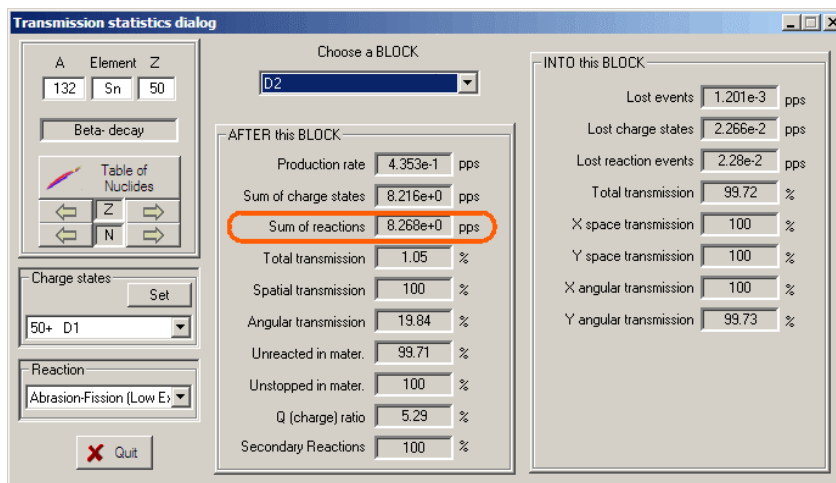 Transmission statistics dialog
A Element Z
132 Sn 50
Beta- decay
Table of
Nuclides
Z
N
Charge states
Set
50+ D1
Reaction
Abrasion-Fission (Low Ex
Quit
Choose a BLOCK
D2
AFTER this BLOCK
Production rate 4.353e-1 pps
Sum of charge states 8.216e+0 pps
Sum of reactions 8.268e+0 pps
Total transmission 1.05 %
Spatial transmission 100 %
Angular transmission 19.84 %
Unreacted in mater. 99.71 %
Unstopped in mater. 100 %
Q (charge) ratio 5.29 %
Secondary Reactions 100 %
INTO this BLOCK
Lost events 1.201e-3 pps
Lost charge states 2.266e-2 pps
Lost reaction events 2.28e-2 pps
Total transmission 99.72 %
X space transmission 100 %
Y space transmission 100 %
X angular transmission 100 %
Y angular transmission 99.73 %